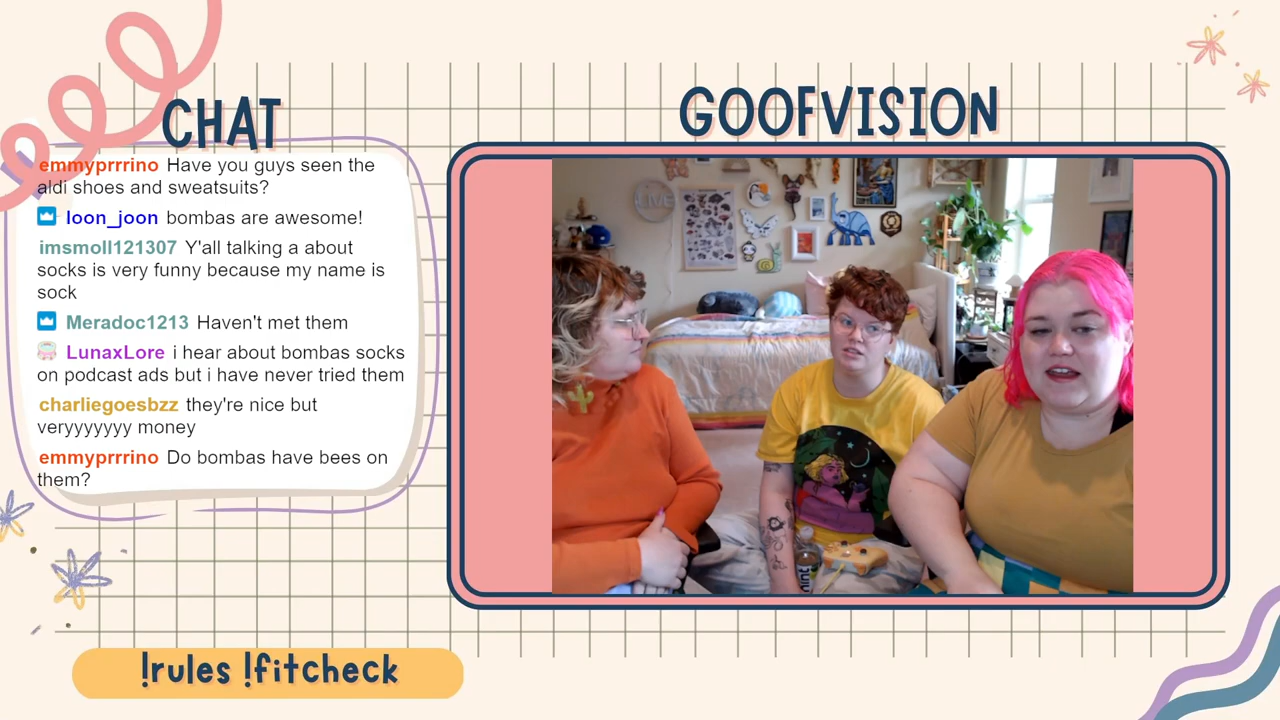 CHAT
GOOFVISION
emmyprrrino Have you guys seen the
aldi shoes and sweatsuits?
loon_joon bombas are awesome!
imsmoll121307 Y'all talking a about
socks is very funny because my name is
sock
Meradoc1213 Haven't met them
LunaxLore i hear about bombas socks
on podcast ads but i have never tried them
charliegoesbzz they're nice but
veryyyyyyy money
emmyprrrino Do bombas have bees on
them?
LIVE
!rules !fitcheck